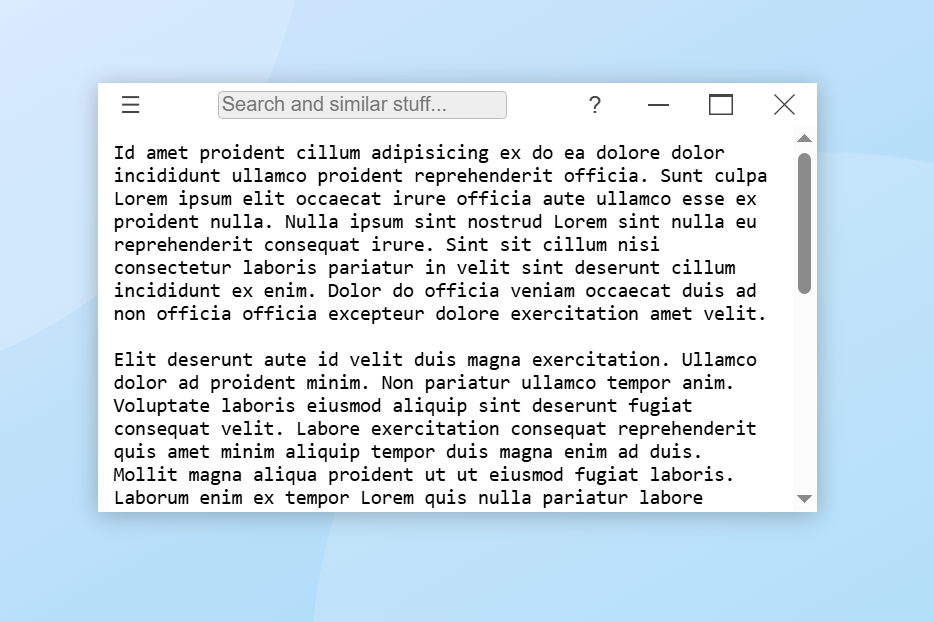 ☰ Search and similar stuff... ?
Id amet proident cillum adipisicing ex do ea dolore dolor
incididunt ullamco proident reprehenderit officia. Sunt culpa
Lorem ipsum elit occaecat irure officia aute ullamco esse ex
proident nulla. Nulla ipsum sint nostrud Lorem sint nulla eu
reprehenderit consequat irure. Sint sit cillum nisi
consectetur laboris pariatur in velit sint deserunt cillum
incididunt ex enim. Dolor do officia veniam occaecat duis ad
non officia officia excepteur dolore exercitation amet velit.
Elit deserunt aute id velit duis magna exercitation. Ullamco
dolor ad proident minim. Non pariatur ullamco tempor anim.
Voluptate laboris eiusmod aliquip sint deserunt fugiat
consequat velit. Labore exercitation consequat reprehenderit
quis amet minim aliquip tempor duis magna enim ad duis.
Mollit magna aliqua proident ut ut eiusmod fugiat laboris.
Laborum enim ex tempor Lorem quis nulla pariatur labore